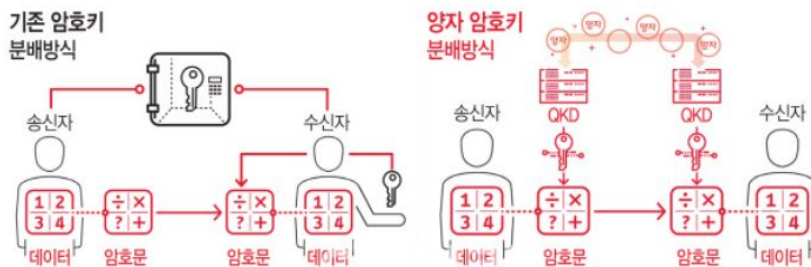 기존 암호키
분배방식
송신자
수신자
1 2
3 4
÷ ×
? +
÷ ×
? +
1 2
3 4
데이터
암호문
암호문
데이터
양자 암호키
분배방식
양자
양자
QKD
QKD
송신자
수신자
1 2
3 4
÷ ×
? +
÷ ×
? +
1 2
3 4
데이터
암호문
암호문
데이터